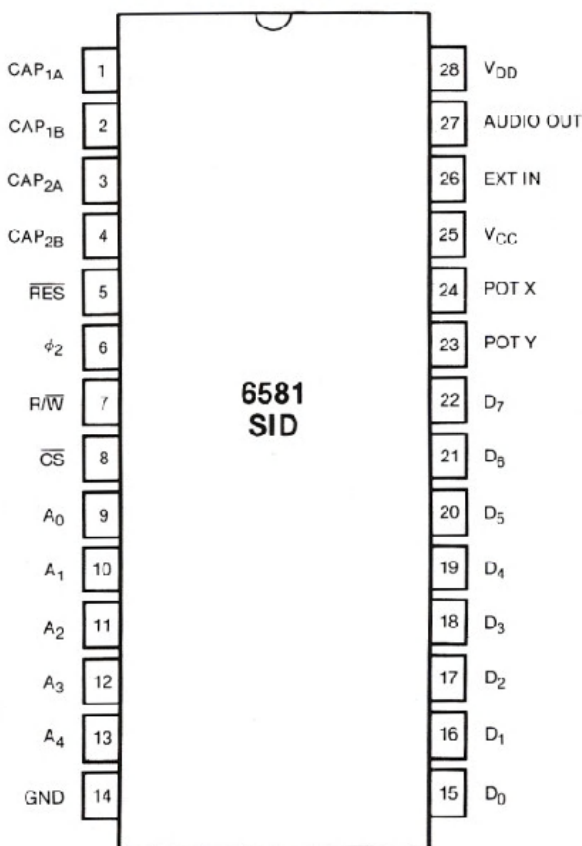 CAP1A 1
CAP1B 2
CAP2A 3
CAP2B 4
R̅E̅S̅ 5
ϕ2 6
R/W̅ 7
C̅S̅ 8
A0 9
A1 10
A2 11
A3 12
A4 13
GND 14
6581
SID
28 VDD
27 AUDIO OUT
26 EXT IN
25 VCC
24 POT X
23 POT Y
22 D7
21 D6
20 D5
19 D4
18 D3
17 D2
16 D1
15 D0